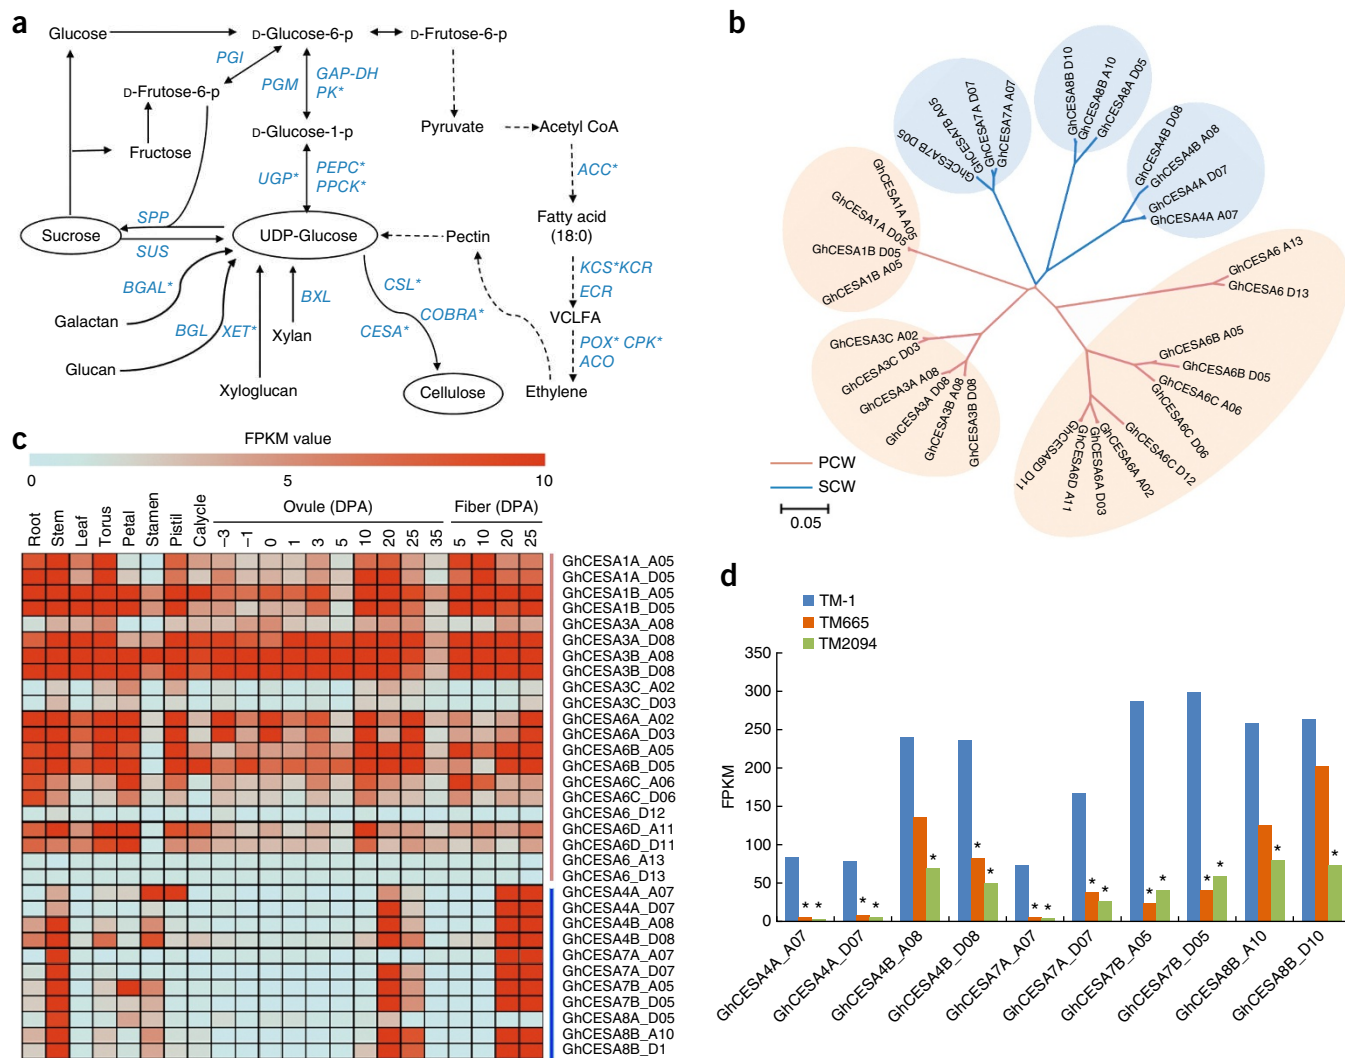 a
Glucose
D-Glucose-6-p
D-Frutose-6-p
PGI
PGM
GAP-DH
PK*
D-Frutose-6-p
Fructose
D-Glucose-1-p
Pyruvate
Acetyl CoA
UGP*
PEPC*
PPCK*
ACC*
Sucrose
SPP
SUS
UDP-Glucose
Pectin
Fatty acid
(18:0)
BGAL*
Galactan
BGL
XET*
BXL
Xylan
Glucan
Xyloglucan
CSL*
CESA*
COBRA*
Cellulose
KCS*KCR
ECR
VCLFA
POX* CPK*
ACO
Ethylene
b
GhCESA7B D05
GhCESA7B A05
GhCESA7A D07
GhCESA7A A07
GhCESA8B D10
GhCESA8B A10
GhCESA8A D05
GhCESA4B D08
GhCESA4B A08
GhCESA4A D07
GhCESA4A A07
GhCESA1A A05
GhCESA1A D05
GhCESA1B D05
GhCESA1B A05
GhCESA3C A02
GhCESA3C D03
GhCESA3A A08
GhCESA3A D08
GhCESA3B A08
GhCESA3B D08
GhCESA6 A13
GhCESA6 D13
GhCESA6B A05
GhCESA6B D05
GhCESA6C A06
GhCESA6C D06
GhCESA6C D12
GhCESA6A A02
GhCESA6A D03
GhCESA6D A11
GhCESA6D D11
PCW
SCW
0.05
c
FPKM value
0 5 10
Root
Stem
Leaf
Torus
Petal
Stamen
Pistil
Calycle
Ovule (DPA)
−3 −1 0 1 3 5 10 20 25 35
Fiber (DPA)
5 10 20 25
GhCESA1A_A05
GhCESA1A_D05
GhCESA1B_A05
GhCESA1B_D05
GhCESA3A_A08
GhCESA3A_D08
GhCESA3B_A08
GhCESA3B_D08
GhCESA3C_A02
GhCESA3C_D03
GhCESA6A_A02
GhCESA6A_D03
GhCESA6B_A05
GhCESA6B_D05
GhCESA6C_A06
GhCESA6C_D06
GhCESA6_D12
GhCESA6D_A11
GhCESA6D_D11
GhCESA6_A13
GhCESA6_D13
GhCESA4A_A07
GhCESA4A_D07
GhCESA4B_A08
GhCESA4B_D08
GhCESA7A_A07
GhCESA7A_D07
GhCESA7B_A05
GhCESA7B_D05
GhCESA8A_D05
GhCESA8B_A10
GhCESA8B_D1
d
TM-1
TM665
TM2094
FPKM
350
300
250
200
150
100
50
0
* * * * * * * * * * * * * * * * *
GhCESA4A_A07
GhCESA4A_D07
GhCESA4B_A08
GhCESA4B_D08
GhCESA7A_A07
GhCESA7A_D07
GhCESA7B_A05
GhCESA7B_D05
GhCESA8B_A10
GhCESA8B_D10